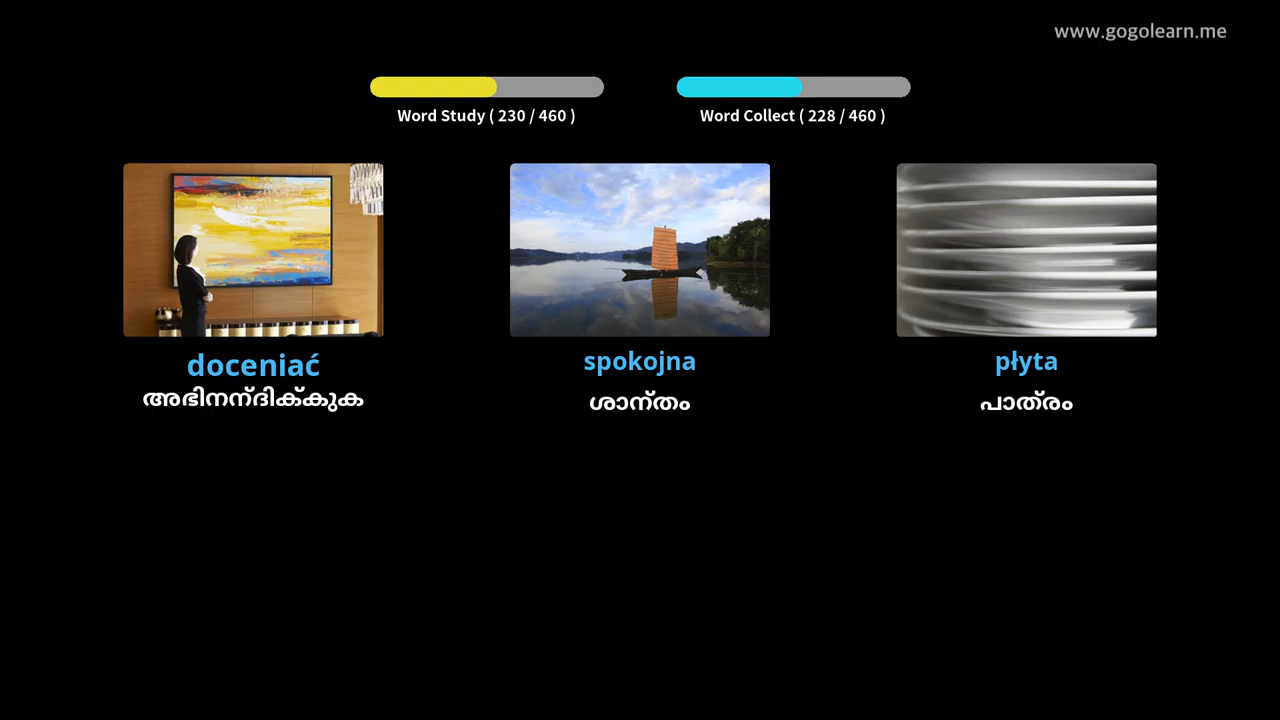 www.gogolearn.me
Word Study ( 230 / 460 )
Word Collect ( 228 / 460 )
doceniać
spokojna
płyta
അഭിനന്ദിക്കുക
ശാന്തം
പാത്രം